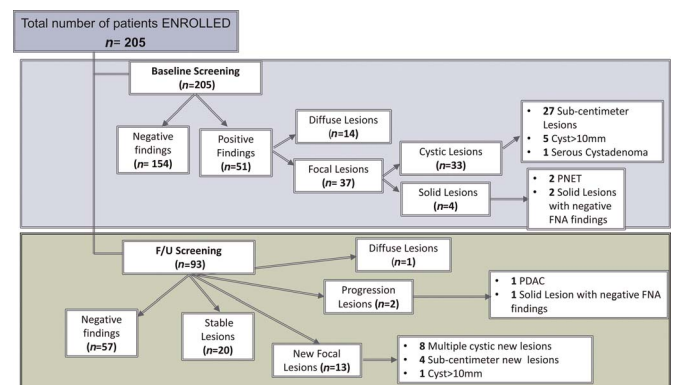 Total number of patients ENROLLED
n= 205
Baseline Screening
(n=205)
Negative
findings
(n= 154)
Positive
Findings
(n=51)
Diffuse Lesions
(n=14)
Focal Lesions
(n= 37)
Cystic Lesions
(n=33)
Solid Lesions
(n=4)
• 27 Sub-centimeter
Lesions
• 5 Cyst>10mm
• 1 Serous Cystadenoma
• 2 PNET
• 2 Solid Lesions
with negative
FNA findings
F/U Screening
(n=93)
Diffuse Lesions
(n=1)
Progression
Lesions (n=2)
• 1 PDAC
• 1 Solid Lesion with negative FNA
findings
Negative
findings
(n=57)
Stable
Lesions
(n=20)
New Focal
Lesions (n=13)
• 8 Multiple cystic new lesions
• 4 Sub-centimeter new lesions
• 1 Cyst>10mm